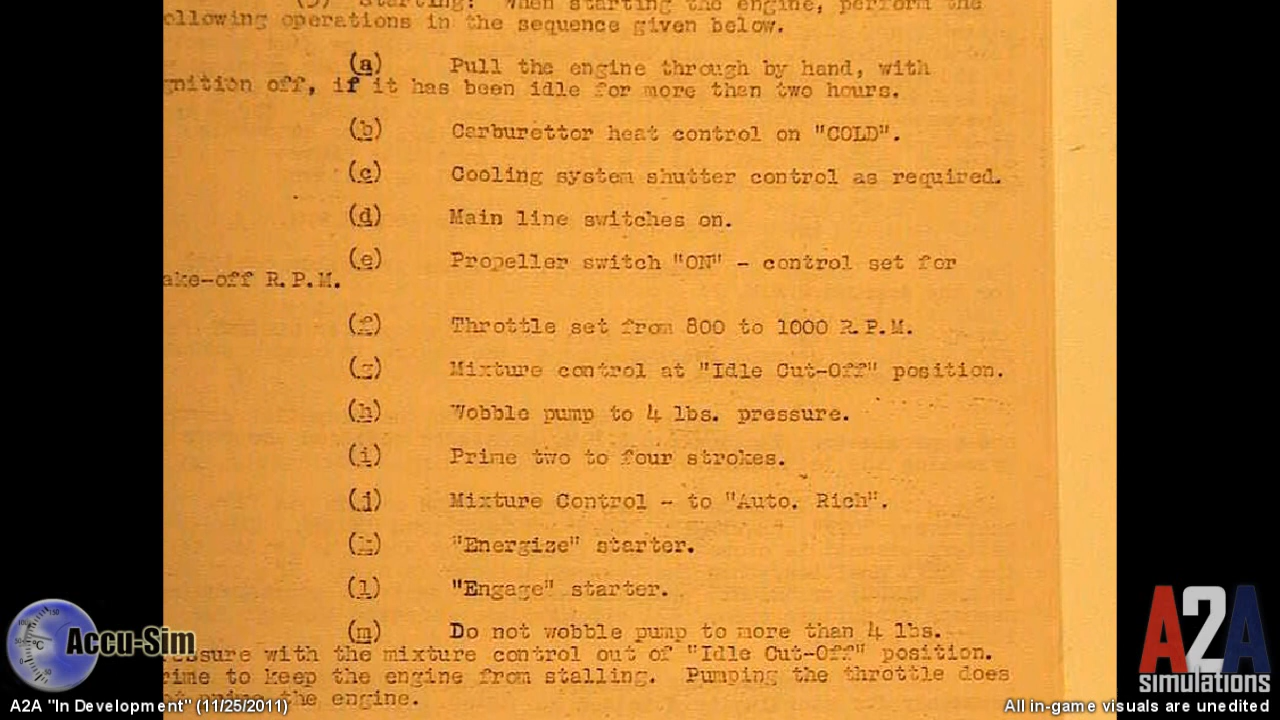 (3) Starting: When starting the engine, perform the
ollowing operations in the sequence given below.
(a) Pull the engine through by hand, with
gnition off, if it has been idle for more than two hours.
(b) Carburettor heat control on "COLD".
(c) Cooling system shutter control as required.
(d) Main line switches on.
(e) Propeller switch "ON" - control set for
ake-off R.P.M.
(f) Throttle set from 800 to 1000 R.P.M.
(g) Mixture control at "Idle Cut-Off" position.
(h) Wobble pump to 4 lbs. pressure.
(i) Prime two to four strokes.
(j) Mixture Control - to "Auto. Rich".
(k) "Energize" starter.
(l) "Engage" starter.
(m) Do not wobble pump to more than 4 lbs.
ressure with the mixture control out of "Idle Cut-Off" position.
rime to keep the engine from stalling. Pumping the throttle does
ot prime the engine.
Accu-Sim
A2A
simulations
A2A "In Development" (11/25/2011)
All in-game visuals are unedited